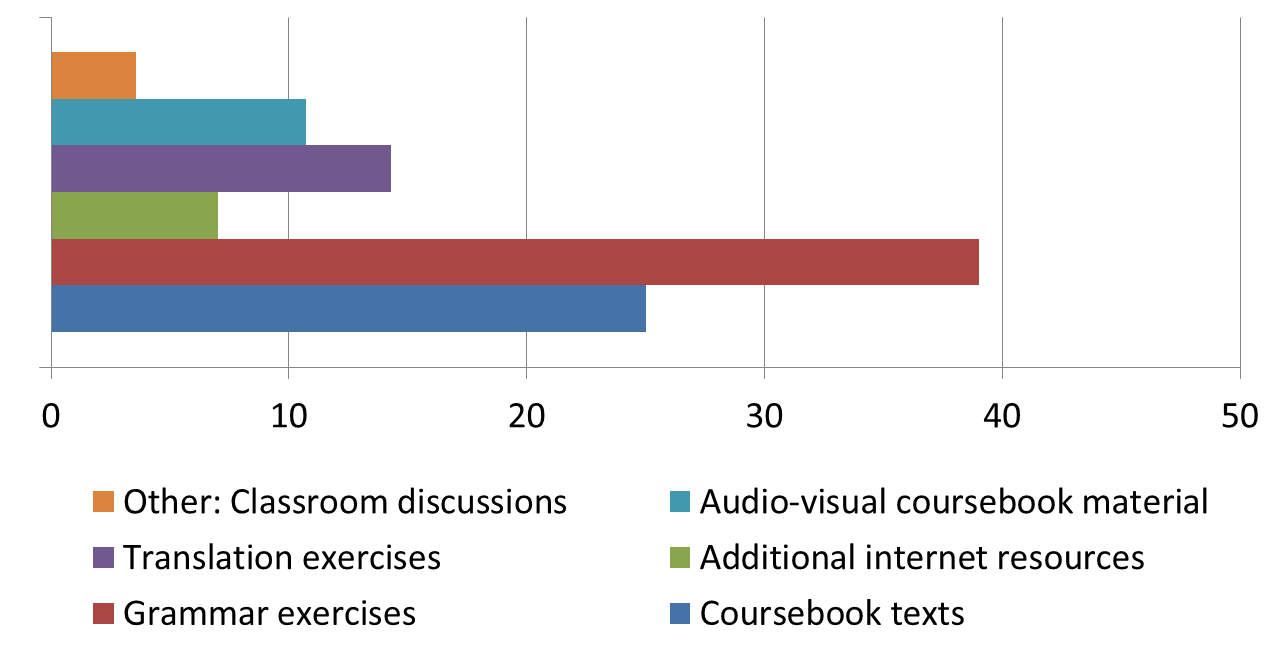 0 10 20 30 40 50
Other: Classroom discussions Audio-visual coursebook material
Translation exercises Additional internet resources
Grammar exercises Coursebook texts